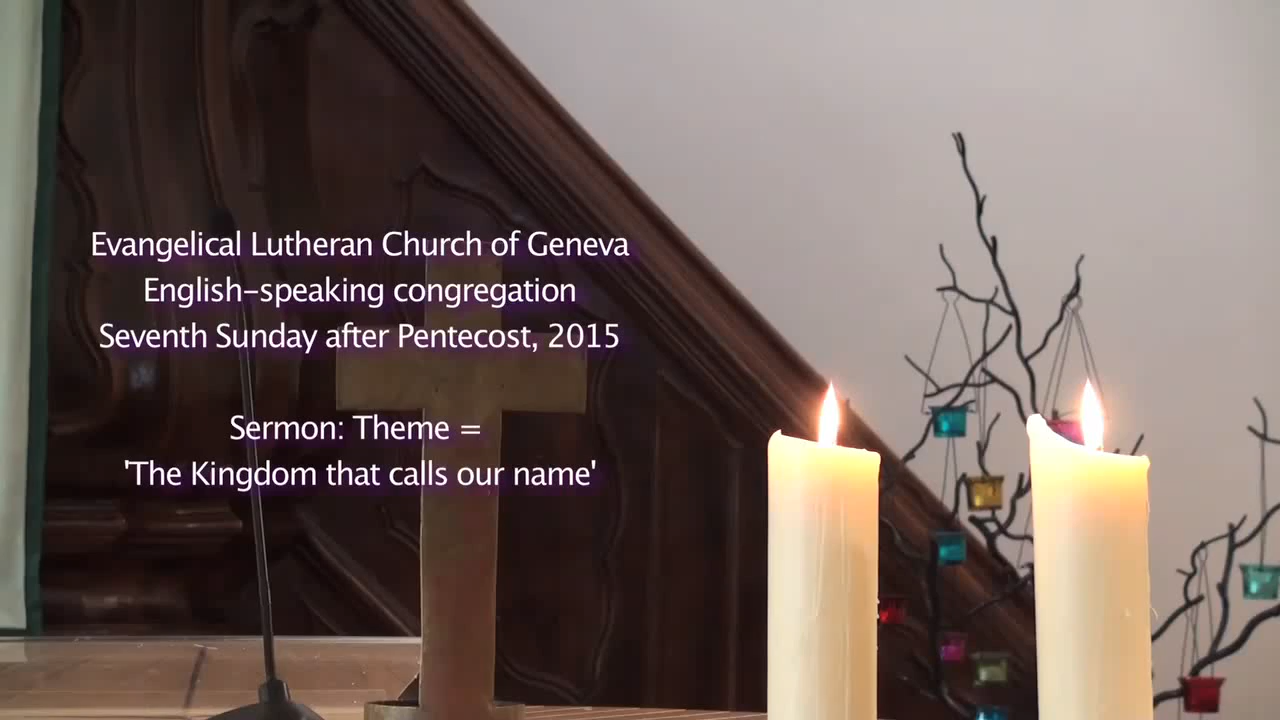 Evangelical Lutheran Church of Geneva
English-speaking congregation
Seventh Sunday after Pentecost, 2015
Sermon: Theme =
'The Kingdom that calls our name'